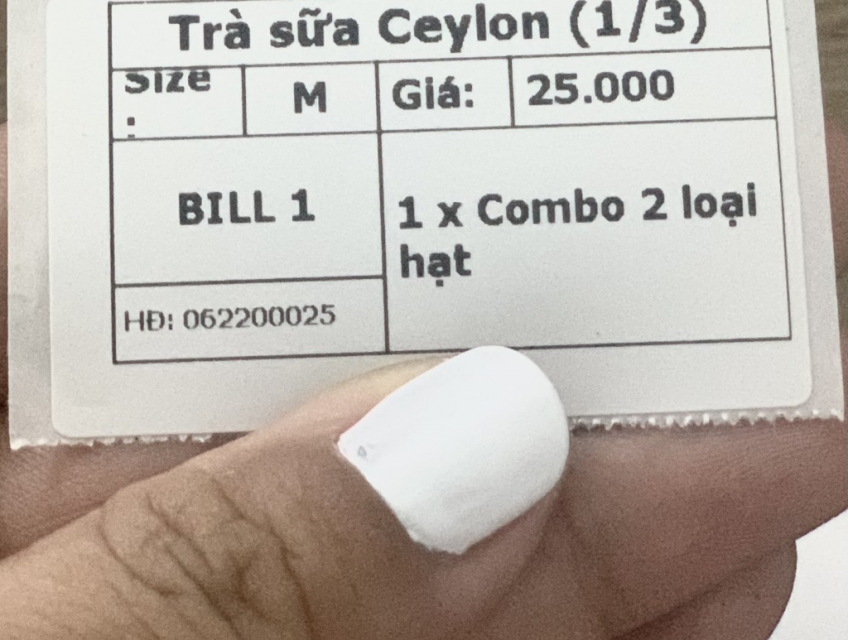 Trà sữa Ceylon (1/3)
Size
:
M
Giá:
25.000
BILL 1
1 x Combo 2 loại
hạt
HĐ: 062200025